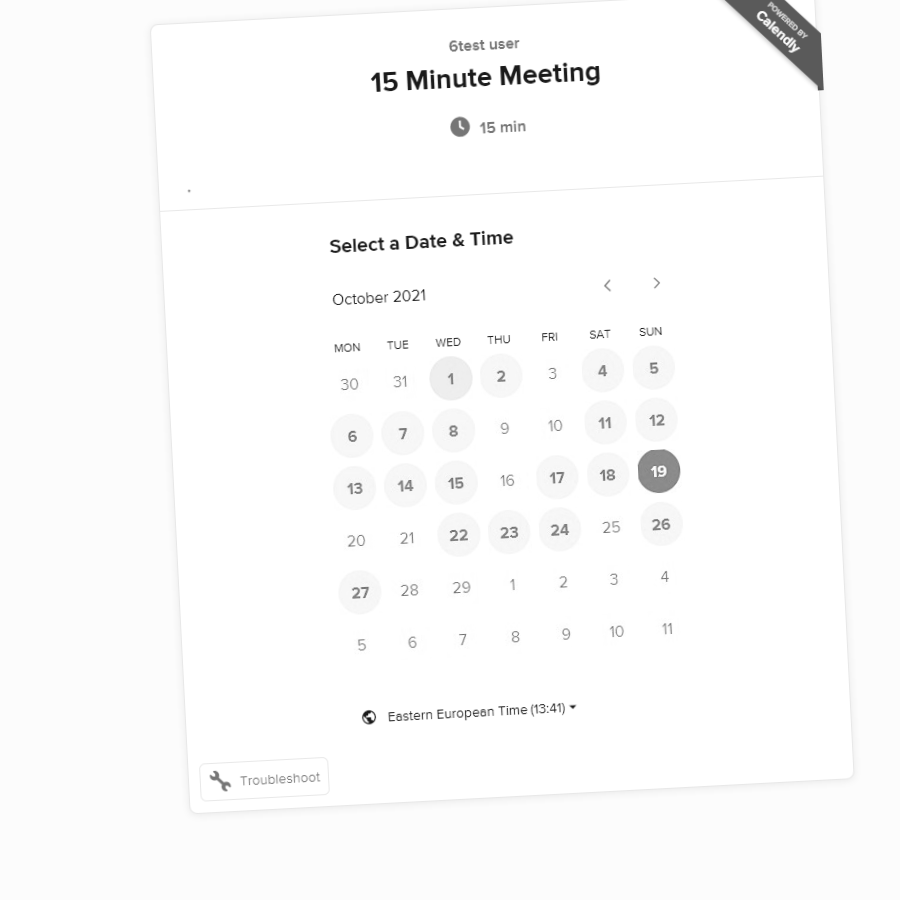 POWERED BY
Calendly
6test user
15 Minute Meeting
15 min
.
Select a Date & Time
October 2021
MON TUE WED THU FRI SAT SUN
30 31 1 2 3 4 5
6 7 8 9 10 11 12
13 14 15 16 17 18 19
20 21 22 23 24 25 26
27 28 29 1 2 3 4
5 6 7 8 9 10 11
Eastern European Time (13:41)
Troubleshoot